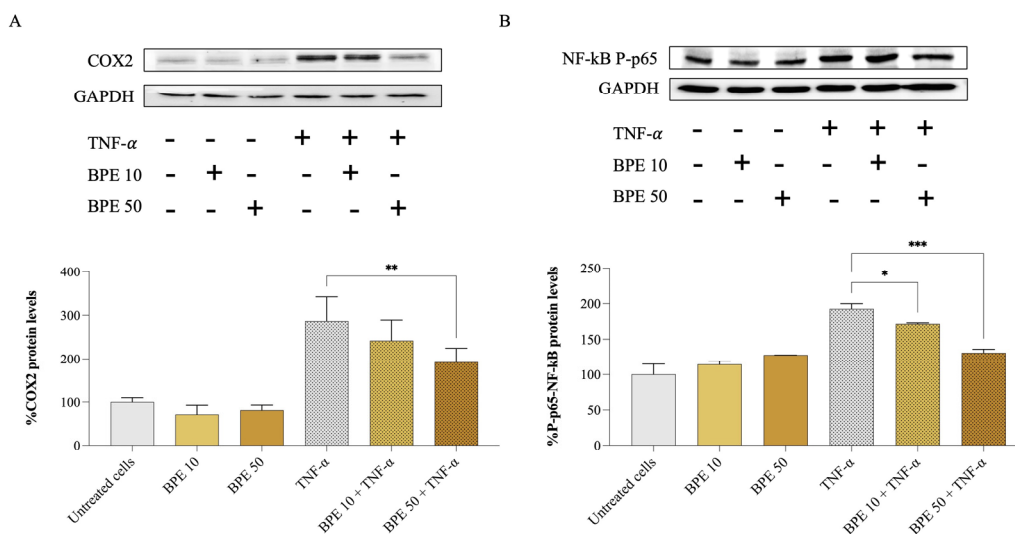 A
COX2
GAPDH
TNF-α - - - + + +
BPE 10 - + - - + -
BPE 50 - - + - - +
%COX2 protein levels
400
300
200
100
0
**
Untreated cells
BPE 10
BPE 50
TNF-α
BPE 10 + TNF-α
BPE 50 + TNF-α
B
NF-kB P-p65
GAPDH
TNF-α - - - + + +
BPE 10 - + - - + -
BPE 50 - - + - - +
%P-p65-NF-kB protein levels
250
200
150
100
50
0
***
*
Untreated cells
BPE 10
BPE 50
TNF-α
BPE 10 + TNF-α
BPE 50 + TNF-α